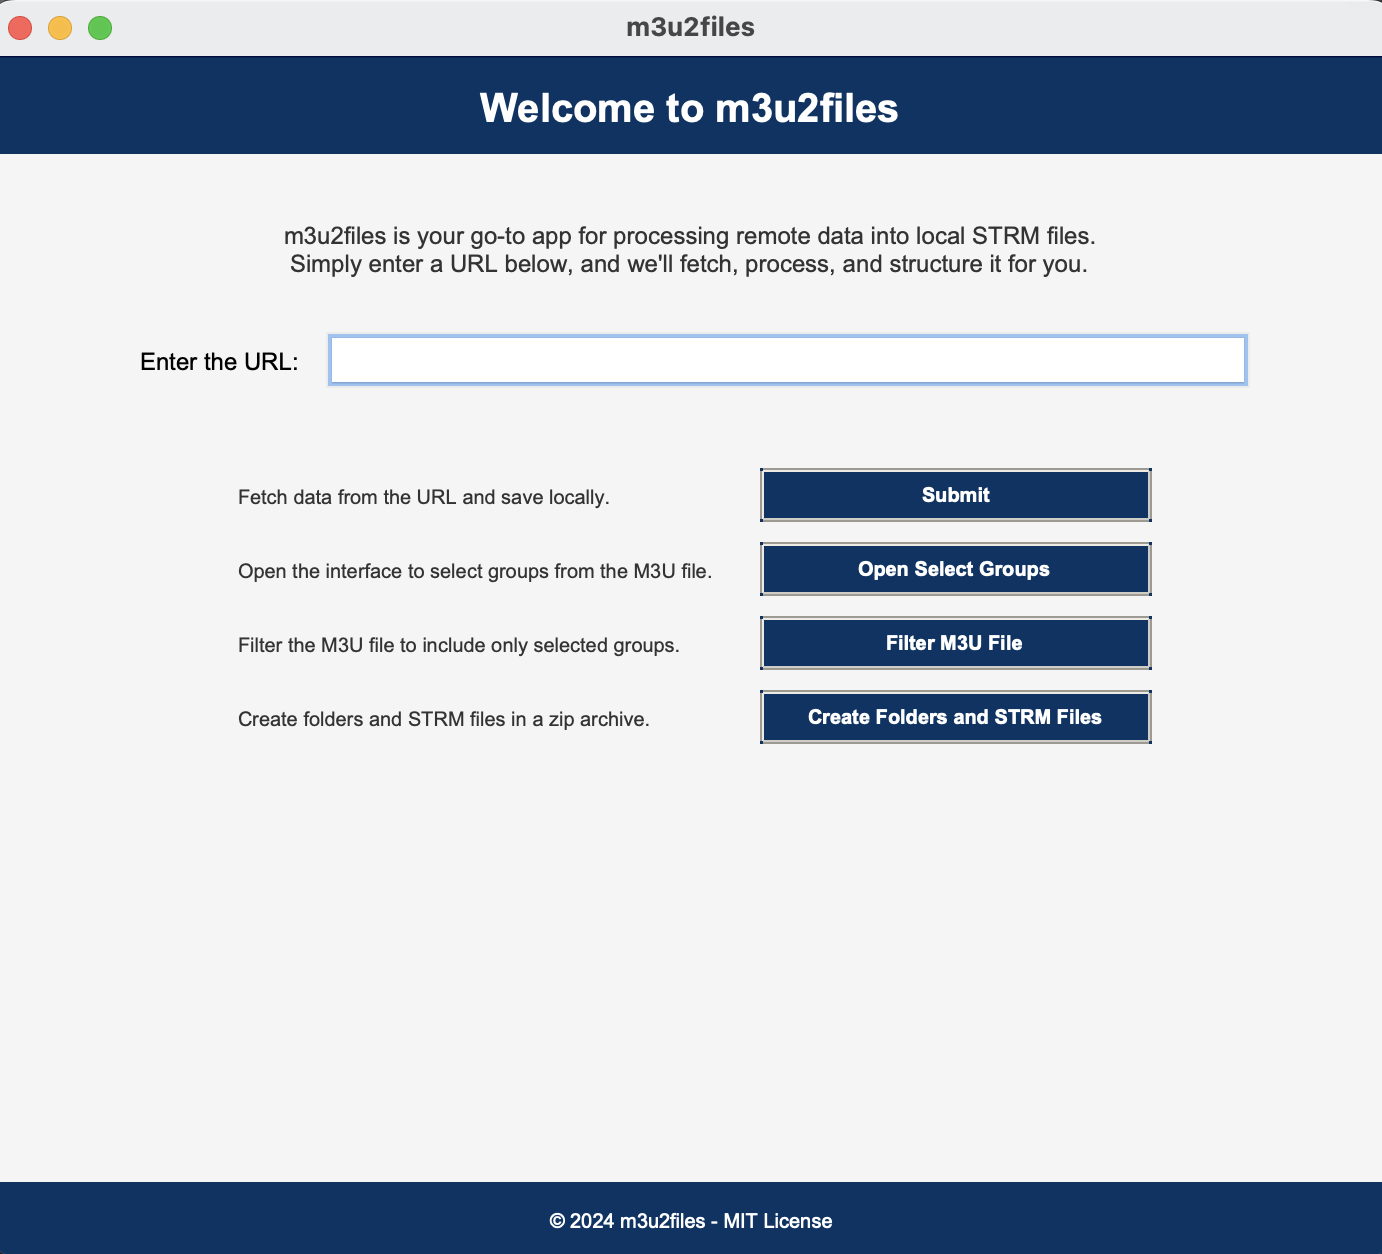 m3u2files
Welcome to m3u2files
m3u2files is your go-to app for processing remote data into local STRM files.
Simply enter a URL below, and we'll fetch, process, and structure it for you.
Enter the URL:
Fetch data from the URL and save locally.
Submit
Open the interface to select groups from the M3U file.
Open Select Groups
Filter the M3U file to include only selected groups.
Filter M3U File
Create folders and STRM files in a zip archive.
Create Folders and STRM Files
© 2024 m3u2files - MIT License